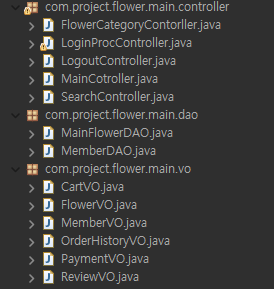 com.project.flower.main.controller
FlowerCategoryContorller.java
LoginProcController.java
LogoutController.java
MainCotroller.java
SearchController.java
com.project.flower.main.dao
MainFlowerDAO.java
MemberDAO.java
com.project.flower.main.vo
CartVO.java
FlowerVO.java
MemberVO.java
OrderHistoryVO.java
PaymentVO.java
ReviewVO.java